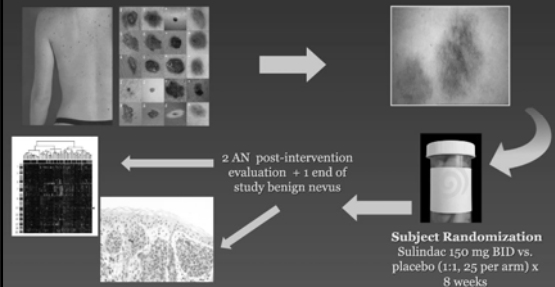 2 AN post-intervention
evaluation + 1 end of
study benign nevus
Subject Randomization
Sulindac 150 mg BID vs.
placebo (1:1, 25 per arm) x
8 weeks